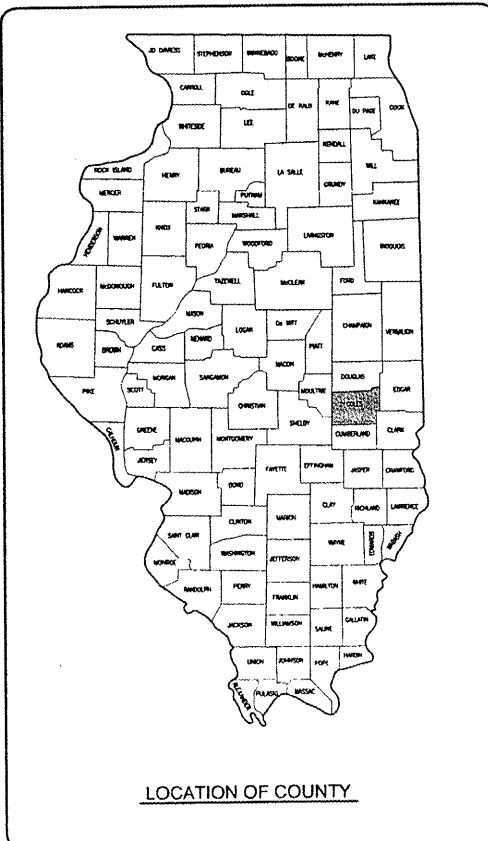 JO DAVIESS STEPHENSON WINNEBAGO BOONE McHENRY LAKE
CARROLL OGLE DE KALB KANE COOK
DU PAGE
WHITESIDE LEE
KENDALL WILL
ROCK ISLAND HENRY BUREAU LA SALLE GRUNDY
MERCER PUTNAM KANKAKEE
STARK MARSHALL
HENDERSON WARREN KNOX PEORIA WOODFORD LIVINGSTON IROQUOIS
HANCOCK McDONOUGH FULTON TAZEWELL McCLEAN FORD
MASON
SCHUYLER LOGAN De WITT CHAMPAIGN VERMILION
ADAMS BROWN CASS MENARD PIATT
MACON
MORGAN SANGAMON DOUGLAS EDGAR
PIKE SCOTT CHRISTIAN MOULTRIE COLES
SHELBY
GREENE MACOUPIN MONTGOMERY CUMBERLAND CLARK
CALHOUN JERSEY
FAYETTE EFFINGHAM JASPER CRAWFORD
MADISON BOND
CLAY RICHLAND LAWRENCE
CLINTON MARION
SAINT CLAIR WAYNE EDWARDS WABASH
WASHINGTON JEFFERSON
MONROE
RANDOLPH PERRY HAMILTON WHITE
FRANKLIN
JACKSON WILLIAMSON SALINE GALLATIN
UNION JOHNSON POPE HARDIN
ALEXANDER PULASKI MASSAC
LOCATION OF COUNTY